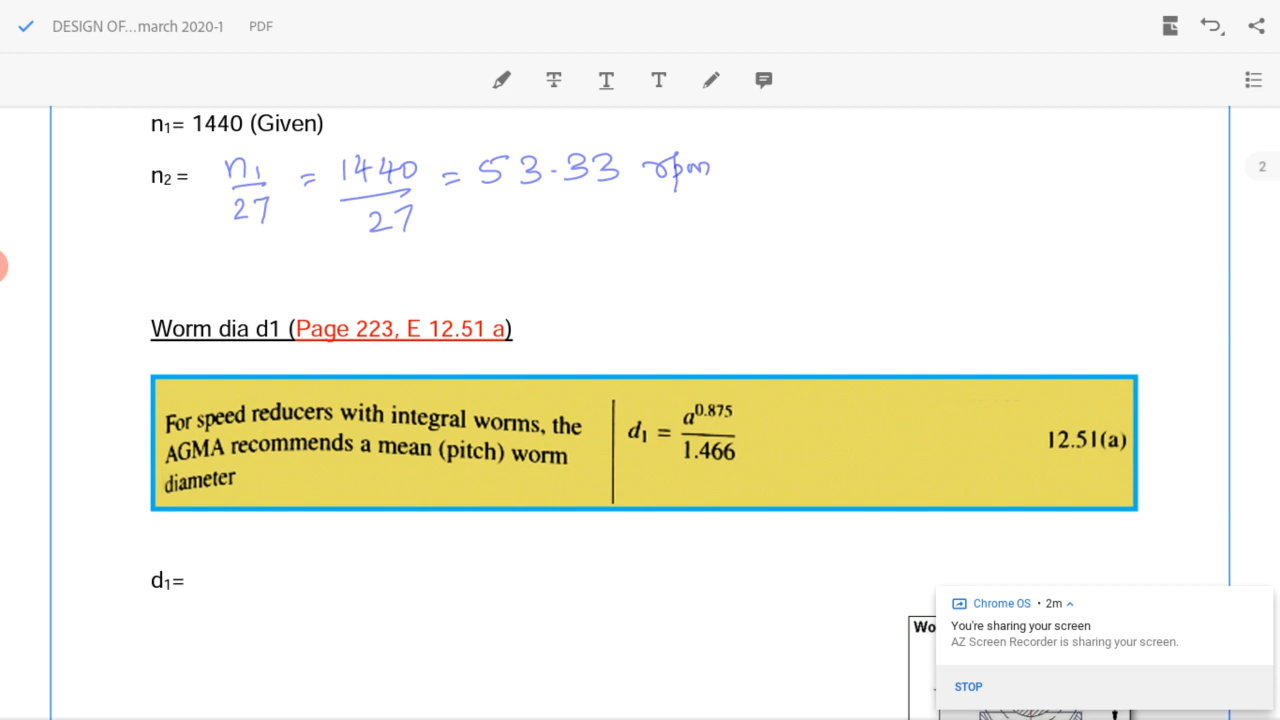 DESIGN OF...march 2020-1 PDF
n₁= 1440 (Given)
n₂ = n₁/27 = 1440/27 = 53.33 rpm
2
Worm dia d1 (Page 223, E 12.51 a)
For speed reducers with integral worms, the
AGMA recommends a mean (pitch) worm
diameter
d₁ = a^0.875/1.466
12.51(a)
d₁=
Wo
Chrome OS • 2m
You're sharing your screen
AZ Screen Recorder is sharing your screen.
STOP